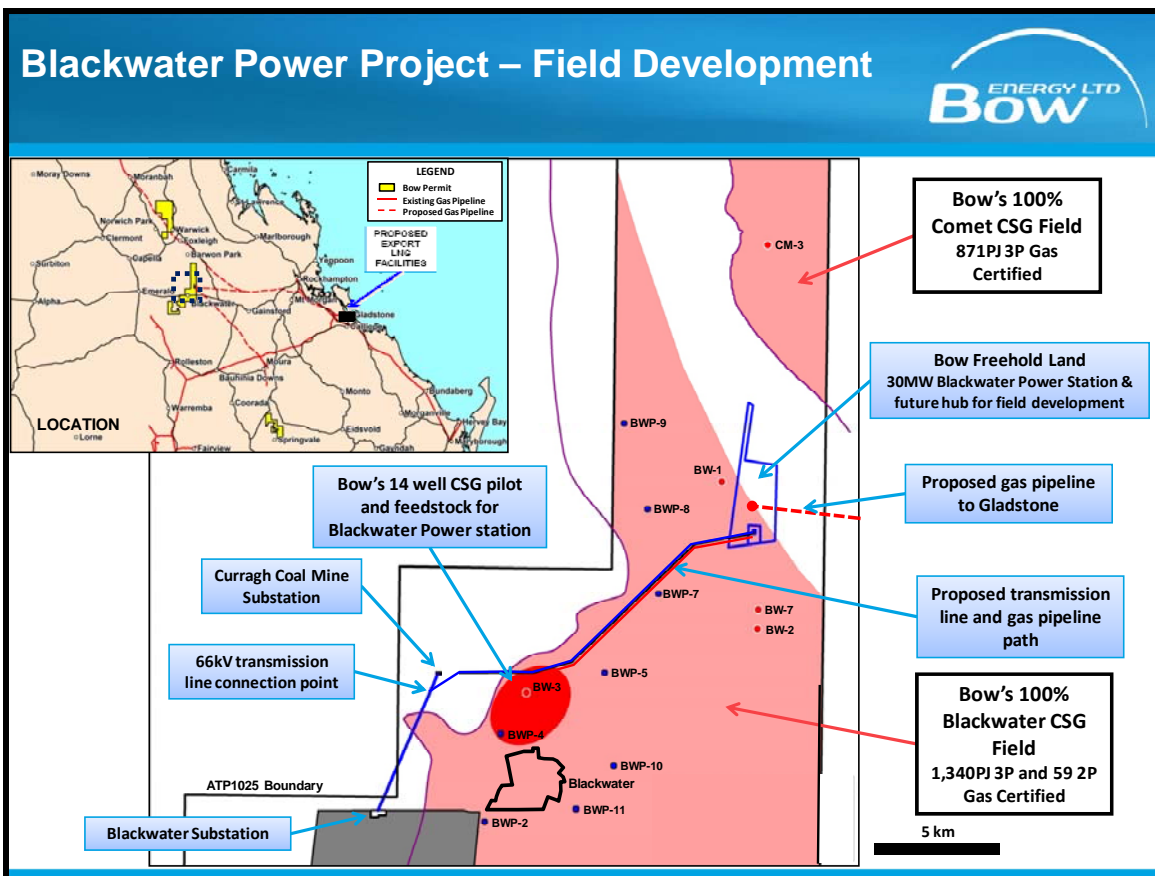 Blackwater Power Project – Field Development
ENERGY LTD
BOW
LEGEND
Bow Permit
Existing Gas Pipeline
Proposed Gas Pipeline
PROPOSED
EXPORT
LNG
FACILITIES
Moray Downs
Moranbah
Carmila
St Lawrence
Norwich Park
Warwick
Foxleigh
Marlborough
Clermont
Capella
Barwon Park
Surbiton
Yeppoon
Rockhampton
Emerald
Mt Morgan
Alpha
Blackwater
Gainsford
Gladstone
Calliope
Rolleston
Moura
Bauhinia Downs
Monto
Bundaberg
Warremba
Coorada
Morganville
Hervey Bay
LOCATION
Lorne
Springvale
Eidsvold
Maryborough
Fairview
Gayndah
Bow's 100%
Comet CSG Field
871PJ 3P Gas
Certified
CM-3
Bow Freehold Land
30MW Blackwater Power Station &
future hub for field development
BWP-9
BW-1
Bow's 14 well CSG pilot
and feedstock for
Blackwater Power station
BWP-8
Proposed gas pipeline
to Gladstone
Curragh Coal Mine
Substation
BWP-7
BW-7
BW-2
Proposed transmission
line and gas pipeline
path
66kV transmission
line connection point
BWP-5
BW-3
BWP-4
Bow's 100%
Blackwater CSG
Field
1,340PJ 3P and 59 2P
Gas Certified
BWP-10
Blackwater
ATP1025 Boundary
BWP-11
BWP-2
Blackwater Substation
5 km